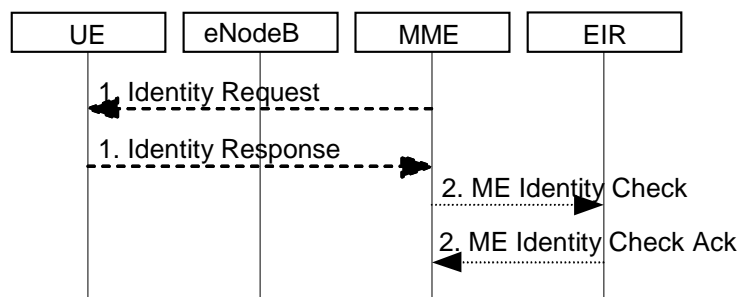 UE eNodeB MME EIR
1. Identity Request
1. Identity Response
2. ME Identity Check
2. ME Identity Check Ack